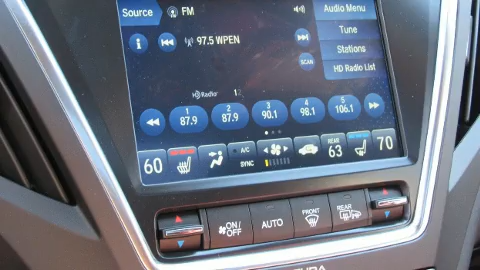 Source FM Audio Menu
Tune
97.5 WPEN
Stations
SCAN
HD Radio List
HD Radio 12
1 2 3 4 5
87.9 87.9 90.1 98.1 106.1
60 A/C REAR 63 70
SYNC
ON/OFF AUTO FRONT REAR